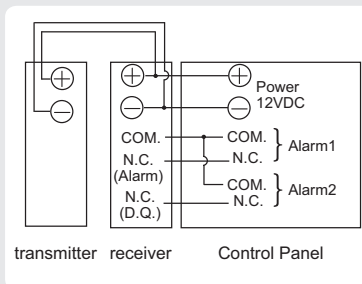 + + + Power
− − − 12VDC
COM. COM. Alarm1
N.C. N.C.
(Alarm)
COM. Alarm2
N.C. N.C.
(D.Q.)
transmitter receiver Control Panel